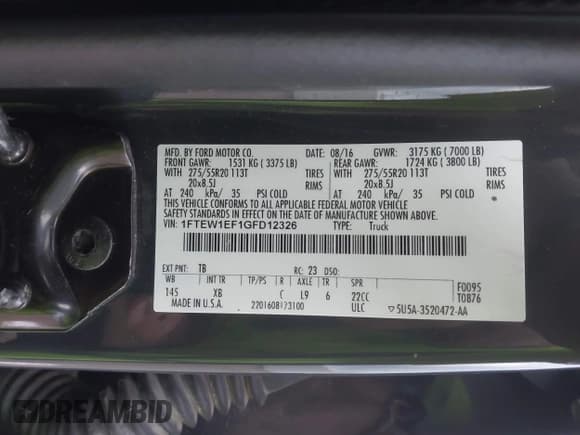 MFD. BY FORD MOTOR CO. DATE: 08/16 GVWR: 3175 KG ( 7000 LB)
FRONT GAWR: 1531 KG ( 3375 LB) REAR GAWR: 1724 KG ( 3800 LB)
WITH 275/55R20 113T TIRES WITH 275/55R20 113T TIRES
20x8.5J RIMS 20x8.5J RIMS
AT 240 kPa/ 35 PSI COLD AT 240 kPa/ 35 PSI COLD
THIS VEHICLE CONFORMS TO ALL APPLICABLE FEDERAL MOTOR VEHICLE
SAFETY STANDARDS IN EFFECT ON THE DATE OF MANUFACTURE SHOWN ABOVE.
VIN: 1FTEW1EF1GFD12326 TYPE: Truck
EXT PNT: TB RC: 23 DSO:
WB INT TR TP/PS R AXLE TR SPR F0095
145 XB C L9 6 22CC T0876
MADE IN U.S.A. ULC ▽5U5A-3520472-AA
DREAMBID